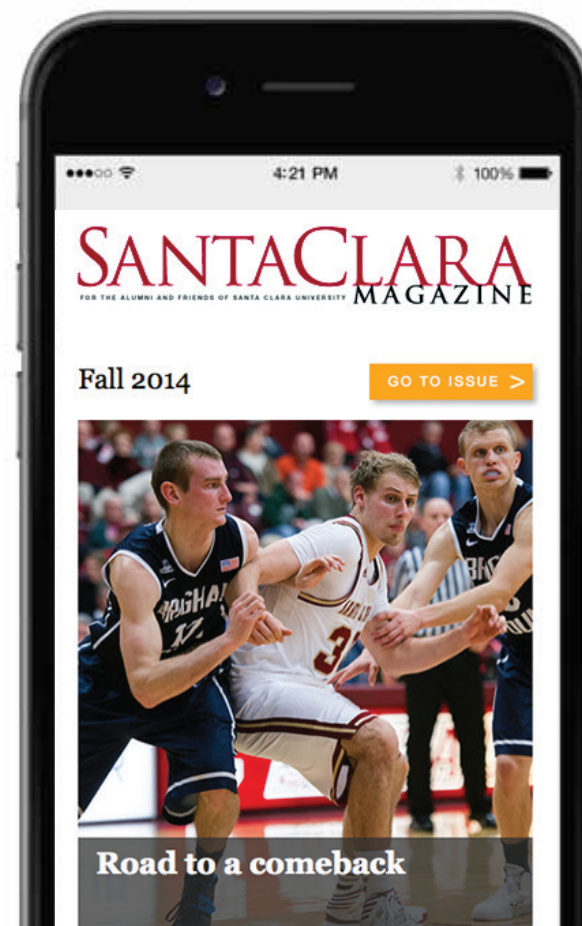 4:21 PM
100%
SANTACLARA
FOR THE ALUMNI AND FRIENDS OF SANTA CLARA UNIVERSITY MAGAZINE
Fall 2014
GO TO ISSUE >
Road to a comeback